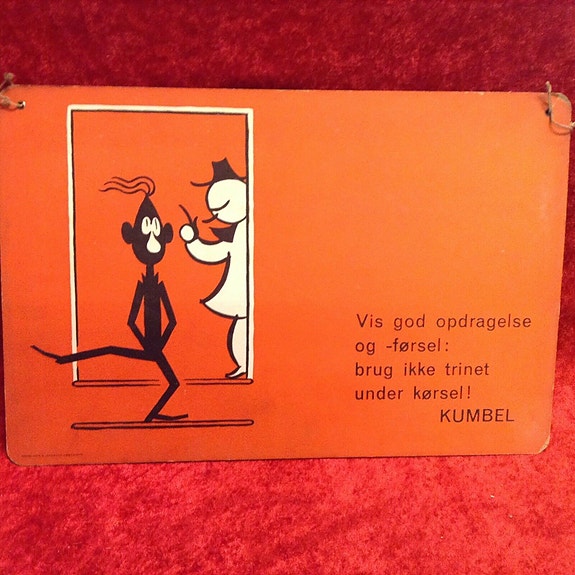 Vis god opdragelse
og -førsel:
brug ikke trinet
under kørsel!
KUMBEL